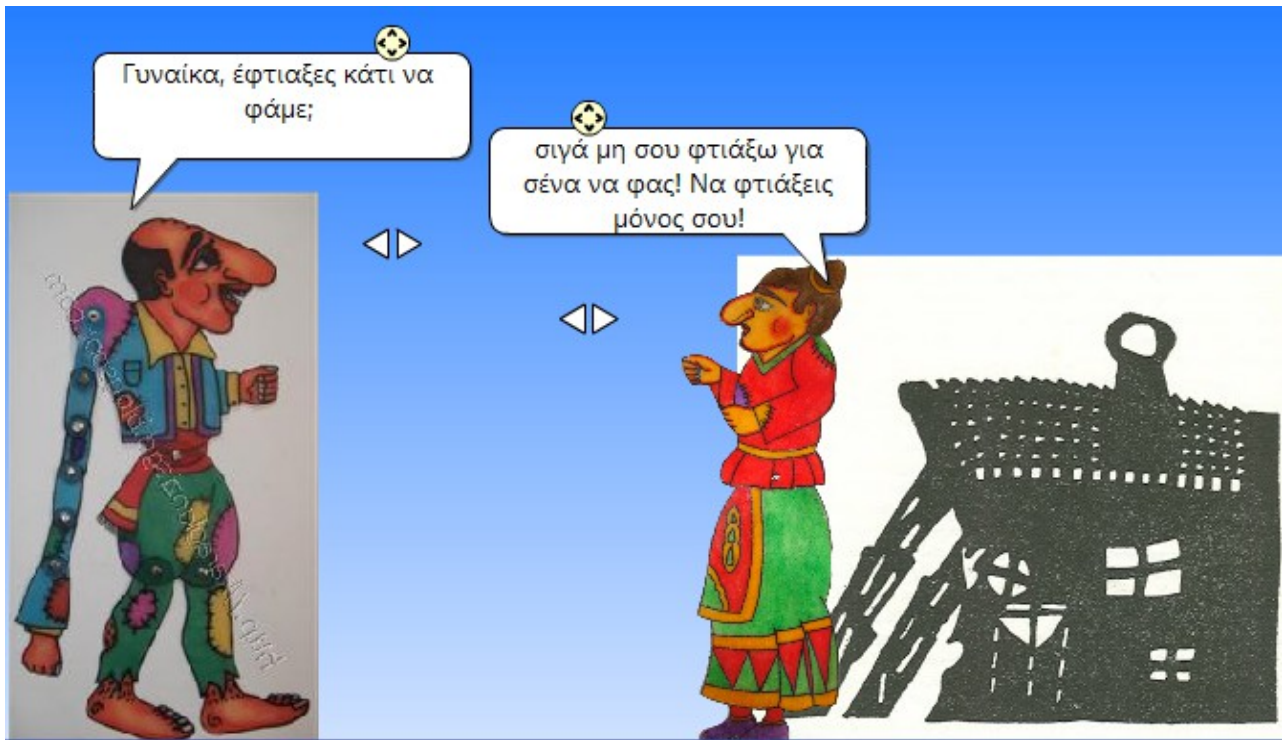 Γυναίκα, έφτιαξες κάτι να
φάμε;
σιγά μη σου φτιάξω για
σένα να φας! Να φτιάξεις
μόνος σου!